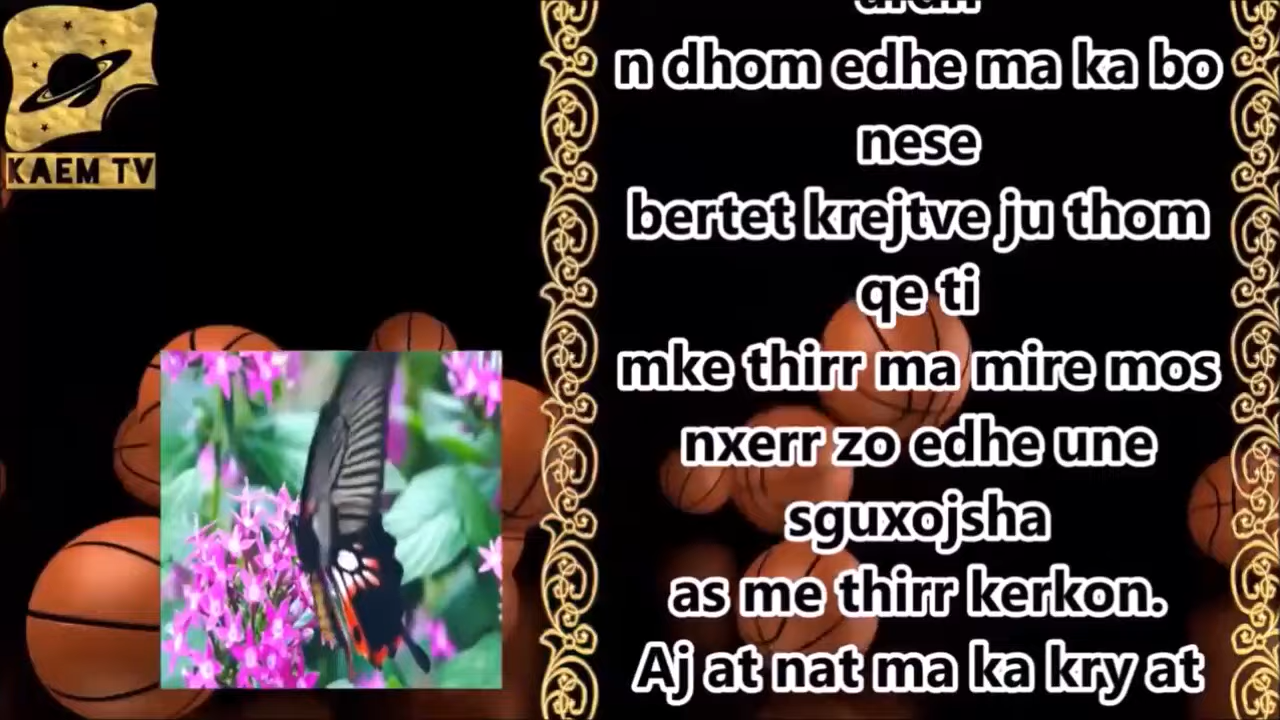 KAEM TV
n dhom edhe ma ka bo
nese
bertet krejtve ju thom
qe ti
mke thirr ma mire mos
nxerr zo edhe une
sguxojsha
as me thirr kerkon.
Aj at nat ma ka kry at